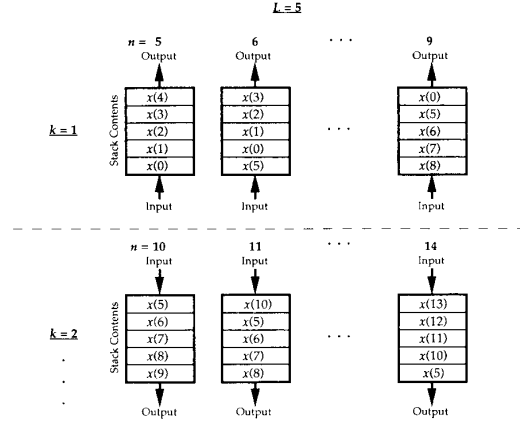 L = 5
n = 5 6 . . . 9
Output Output Output
k = 1
Stack Contents
x(4) x(3) x(0)
x(3) x(2) x(5)
x(2) x(1) . . . x(6)
x(1) x(0) x(7)
x(0) x(5) x(8)
Input Input Input
n = 10 11 . . . 14
Input Input Input
k = 2
Stack Contents
x(5) x(10) x(13)
x(6) x(5) x(12)
x(7) x(6) . . . x(11)
x(8) x(7) x(10)
x(9) x(8) x(5)
.
.
.
Output Output Output